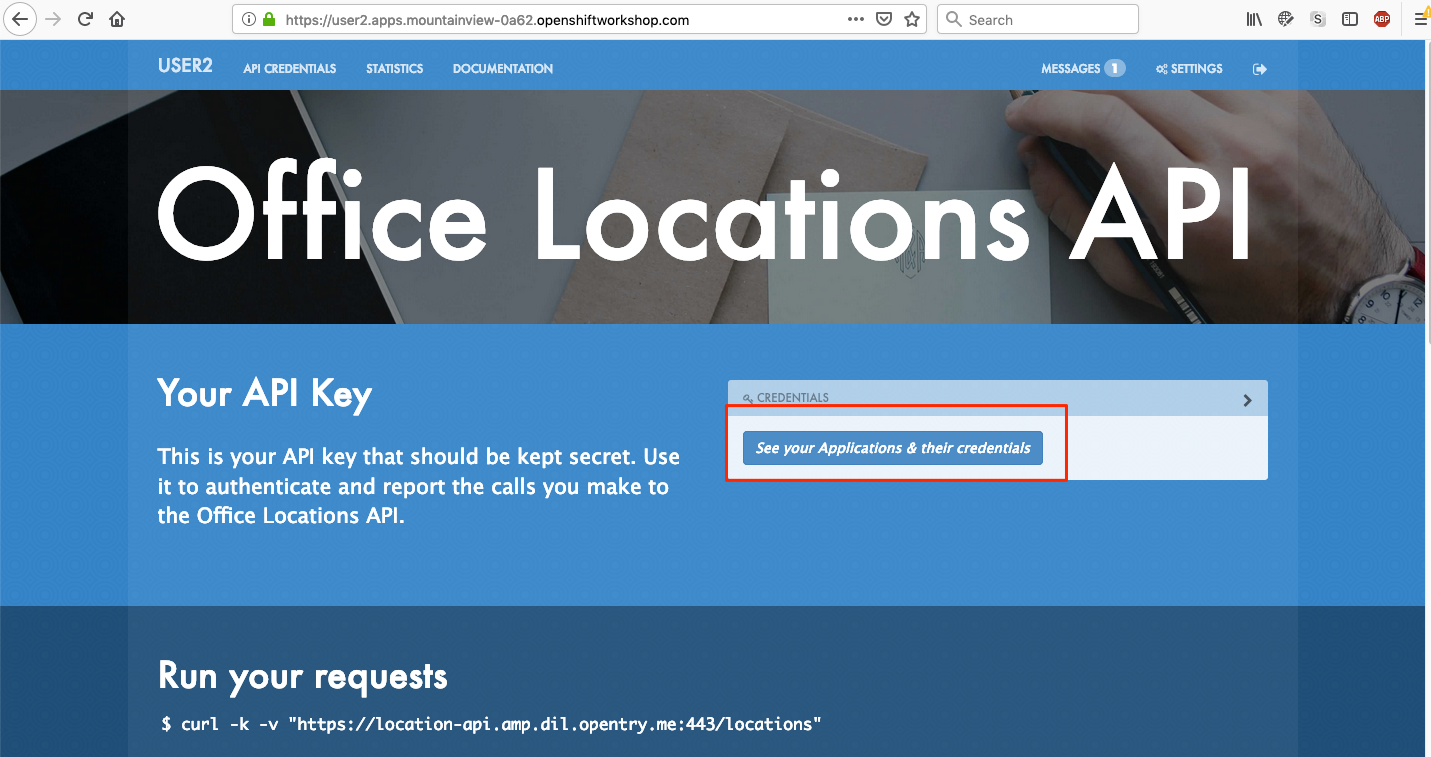 https://user2.apps.mountainview-0a62.openshiftworkshop.com
Search
S
ABP
USER2 API CREDENTIALS STATISTICS DOCUMENTATION MESSAGES 1 SETTINGS
Office Locations API
Your API Key
This is your API key that should be kept secret. Use
it to authenticate and report the calls you make to
the Office Locations API.
CREDENTIALS
See your Applications & their credentials
Run your requests
$ curl -k -v "https://location-api.amp.dil.opentry.me:443/locations"